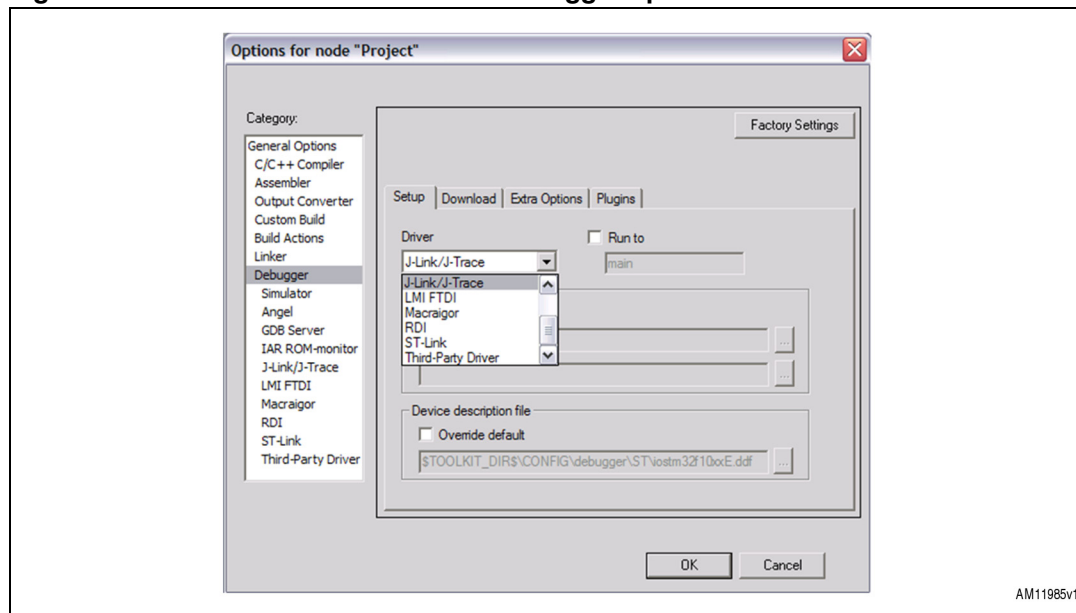 Options for node "Project"
Category:
Factory Settings
General Options
C/C++ Compiler
Assembler
Output Converter
Custom Build
Build Actions
Linker
Debugger
Simulator
Angel
GDB Server
IAR ROM-monitor
J-Link/J-Trace
LMI FTDI
Macraigor
RDI
ST-Link
Third-Party Driver
Setup Download Extra Options Plugins
Driver
Run to
J-Link/J-Trace
main
J-Link/J-Trace
LMI FTDI
Macraigor
RDI
ST-Link
Third-Party Driver
...
...
Device description file
Override default
$TOOLKIT_DIR$\CONFIG\debugger\ST\iostm32f10xxE.ddf ...
OK Cancel
AM11985v1